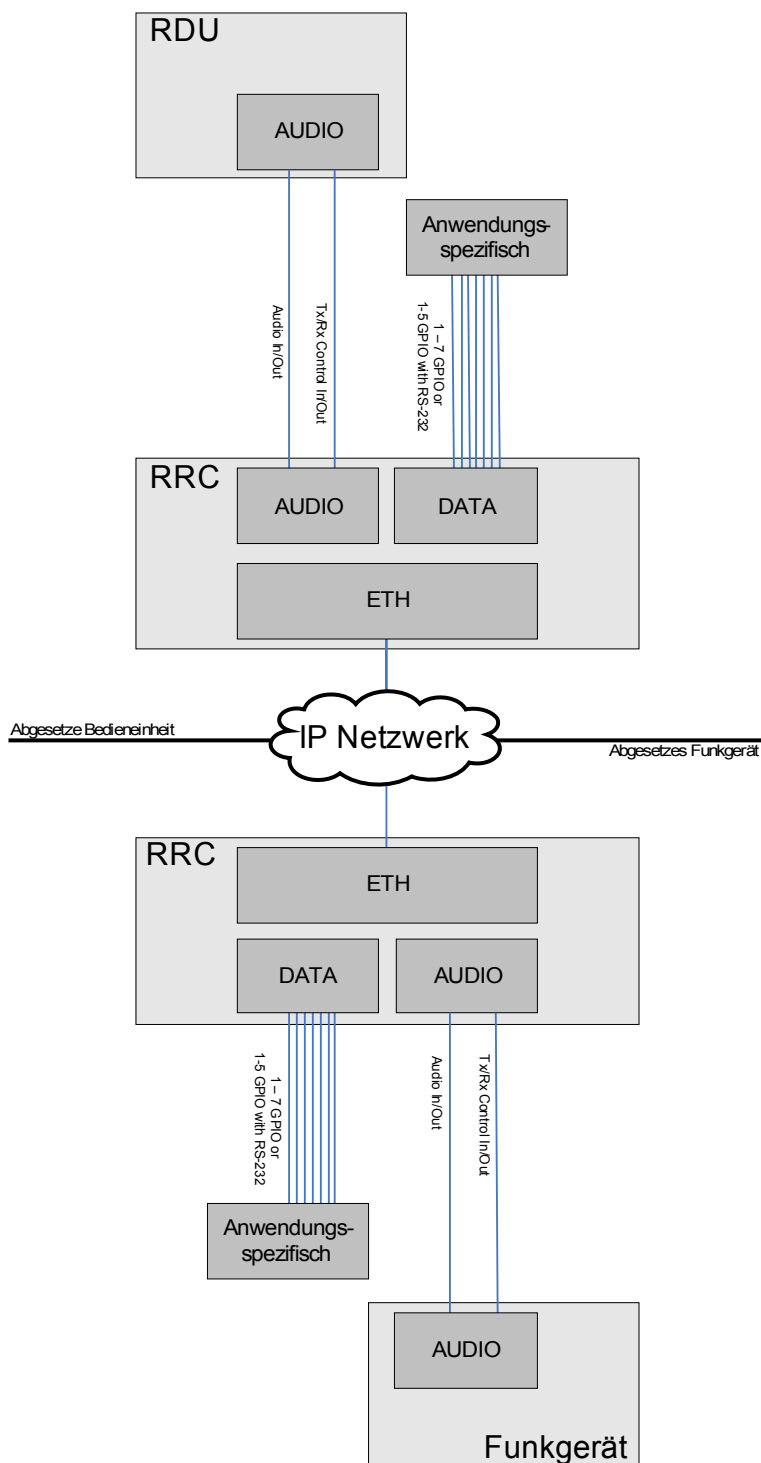 RDU
AUDIO
Anwendungs-
spezifisch
Audio In/Out
Tx/Rx Control In/Out
1 – 7 GPIO or
1-5 GPIO with RS-232
RRC
AUDIO
DATA
ETH
IP Netzwerk
Abgesetze Bedieneinheit
Abgesetzes Funkgerät
RRC
ETH
DATA
AUDIO
1 – 7 GPIO or
1-5 GPIO with RS-232
Audio In/Out
Tx/Rx Control In/Out
Anwendungs-
spezifisch
AUDIO
Funkgerät